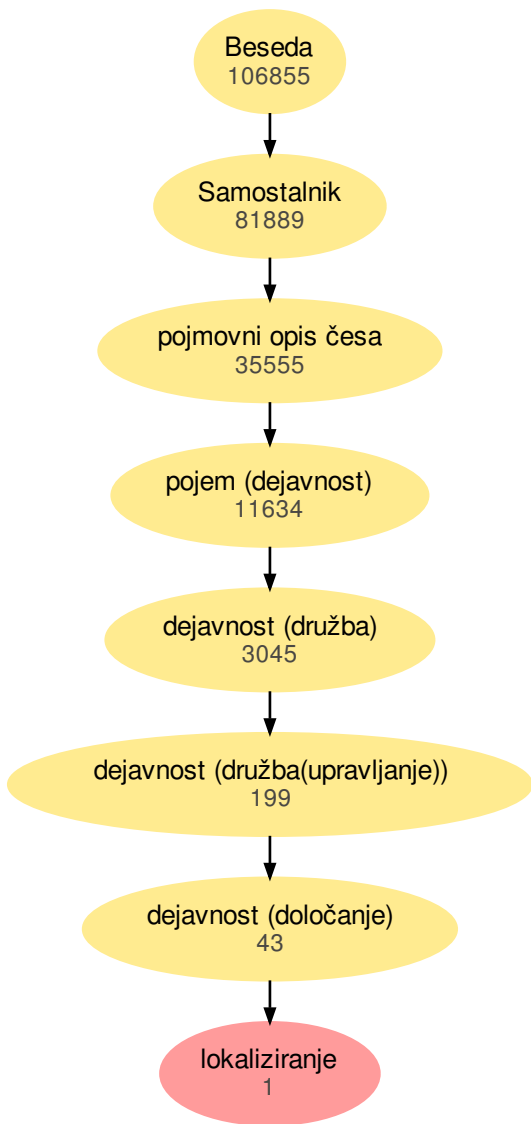 Beseda
106855
Samostalnik
81889
pojmovni opis česa
35555
pojem (dejavnost)
11634
dejavnost (družba)
3045
dejavnost (družba(upravljanje))
199
dejavnost (določanje)
43
lokaliziranje
1